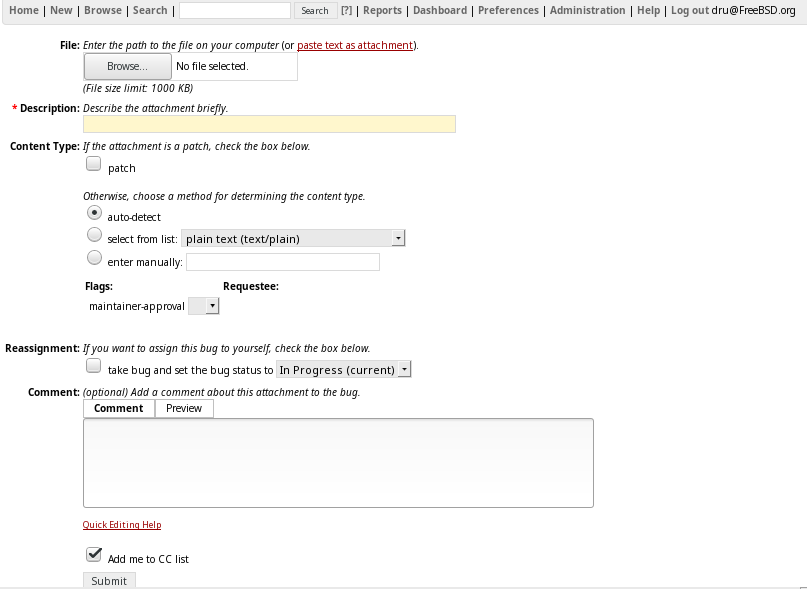 Home | New | Browse | Search | Search [?] | Reports | Dashboard | Preferences | Administration | Help | Log out dru@FreeBSD.org
File: Enter the path to the file on your computer (or paste text as attachment).
Browse... No file selected.
(File size limit: 1000 KB)
* Description: Describe the attachment briefly.
Content Type: If the attachment is a patch, check the box below.
patch
Otherwise, choose a method for determining the content type.
auto-detect
select from list: plain text (text/plain)
enter manually:
Flags: Requestee:
maintainer-approval
Reassignment: If you want to assign this bug to yourself, check the box below.
take bug and set the bug status to In Progress (current)
Comment: (optional) Add a comment about this attachment to the bug.
Comment Preview
Quick Editing Help
Add me to CC list
Submit